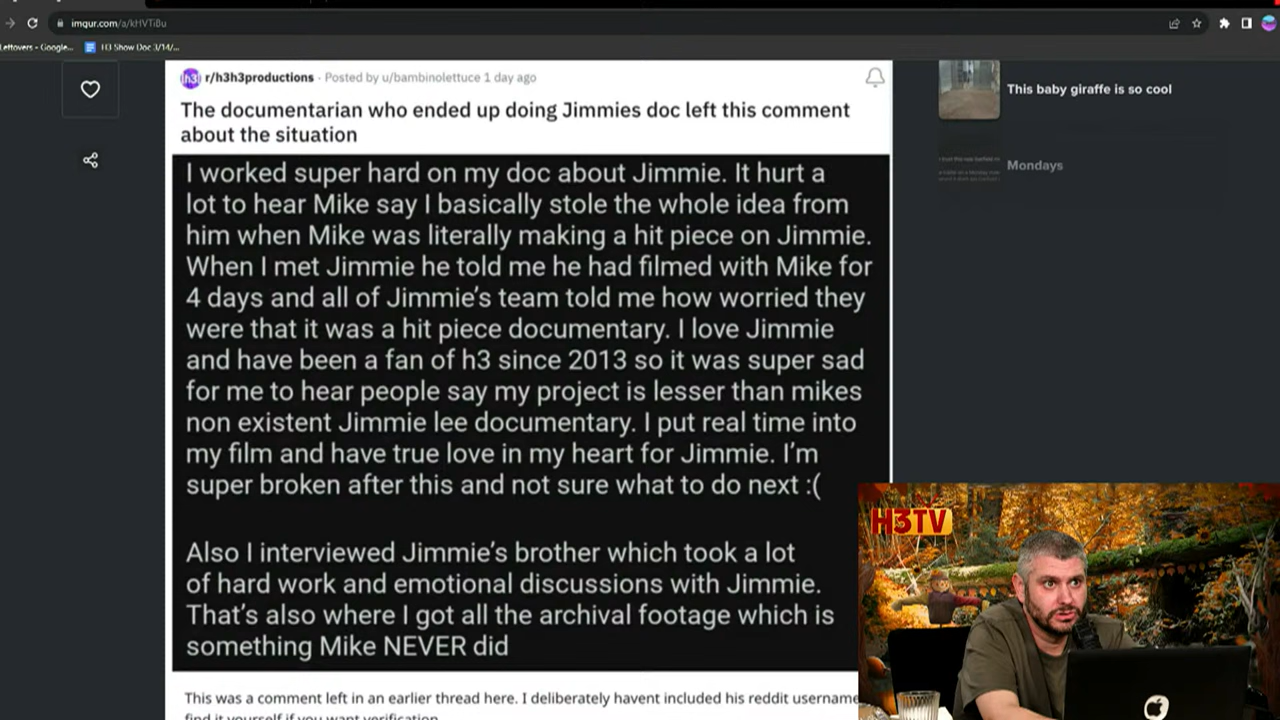 imgur.com/a/kHVTiBu
Leftovers - Google...
H3 Show Doc 3/14/...
r/h3h3productions · Posted by u/bambinolettuce 1 day ago
The documentarian who ended up doing Jimmies doc left this comment
about the situation
I worked super hard on my doc about Jimmie. It hurt a
lot to hear Mike say I basically stole the whole idea from
him when Mike was literally making a hit piece on Jimmie.
When I met Jimmie he told me he had filmed with Mike for
4 days and all of Jimmie's team told me how worried they
were that it was a hit piece documentary. I love Jimmie
and have been a fan of h3 since 2013 so it was super sad
for me to hear people say my project is lesser than mikes
non existent Jimmie lee documentary. I put real time into
my film and have true love in my heart for Jimmie. I'm
super broken after this and not sure what to do next :(
Also I interviewed Jimmie's brother which took a lot
of hard work and emotional discussions with Jimmie.
That's also where I got all the archival footage which is
something Mike NEVER did
This was a comment left in an earlier thread here. I deliberately havent included his reddit username
find it yourself if you want verification
This baby giraffe is so cool
Mondays
H3TV